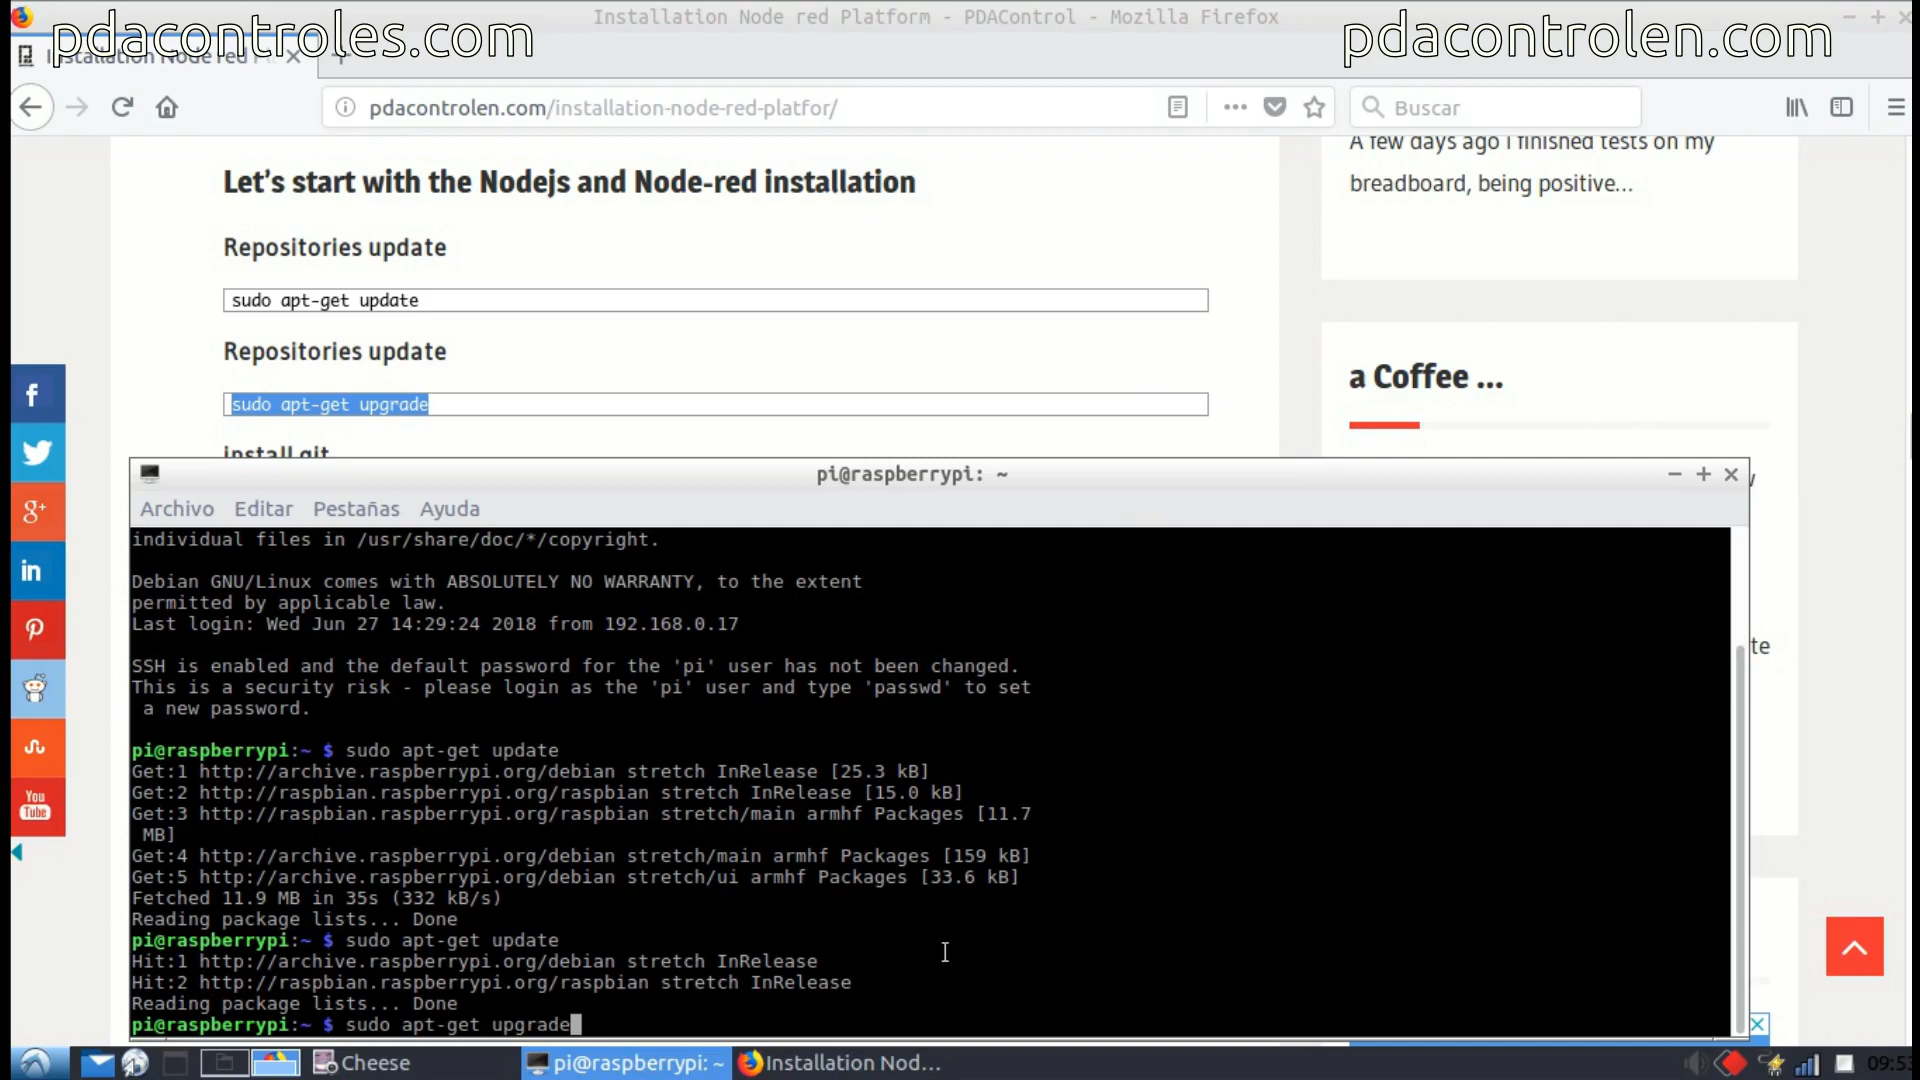 Installation Node red Platform - PDAControl - Mozilla Firefox
pdacontroles.com
pdacontrolen.com
Installation Node red
pdacontrolen.com/installation-node-red-platfor/
Buscar
Let's start with the Nodejs and Node-red installation
Repositories update
sudo apt-get update
Repositories update
sudo apt-get upgrade
install git
A few days ago I finished tests on my
breadboard, being positive...
a Coffee ...
te
f
g+
in
You
Tube
pi@raspberrypi: ~
Archivo Editar Pestañas Ayuda
individual files in /usr/share/doc/*/copyright.
Debian GNU/Linux comes with ABSOLUTELY NO WARRANTY, to the extent
permitted by applicable law.
Last login: Wed Jun 27 14:29:24 2018 from 192.168.0.17
SSH is enabled and the default password for the 'pi' user has not been changed.
This is a security risk - please login as the 'pi' user and type 'passwd' to set
a new password.
pi@raspberrypi:~ $ sudo apt-get update
Get:1 http://archive.raspberrypi.org/debian stretch InRelease [25.3 kB]
Get:2 http://raspbian.raspberrypi.org/raspbian stretch InRelease [15.0 kB]
Get:3 http://raspbian.raspberrypi.org/raspbian stretch/main armhf Packages [11.7
MB]
Get:4 http://archive.raspberrypi.org/debian stretch/main armhf Packages [159 kB]
Get:5 http://archive.raspberrypi.org/debian stretch/ui armhf Packages [33.6 kB]
Fetched 11.9 MB in 35s (332 kB/s)
Reading package lists... Done
pi@raspberrypi:~ $ sudo apt-get update
Hit:1 http://archive.raspberrypi.org/debian stretch InRelease
Hit:2 http://raspbian.raspberrypi.org/raspbian stretch InRelease
Reading package lists... Done
pi@raspberrypi:~ $ sudo apt-get upgrade
Cheese
pi@raspberrypi: ~
Installation Nod...